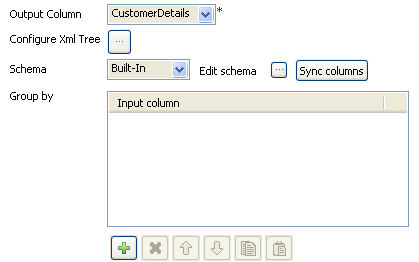 Output Column CustomerDetails *
Configure Xml Tree ...
Schema Built-In Edit schema ... Sync columns
Group by
Input column